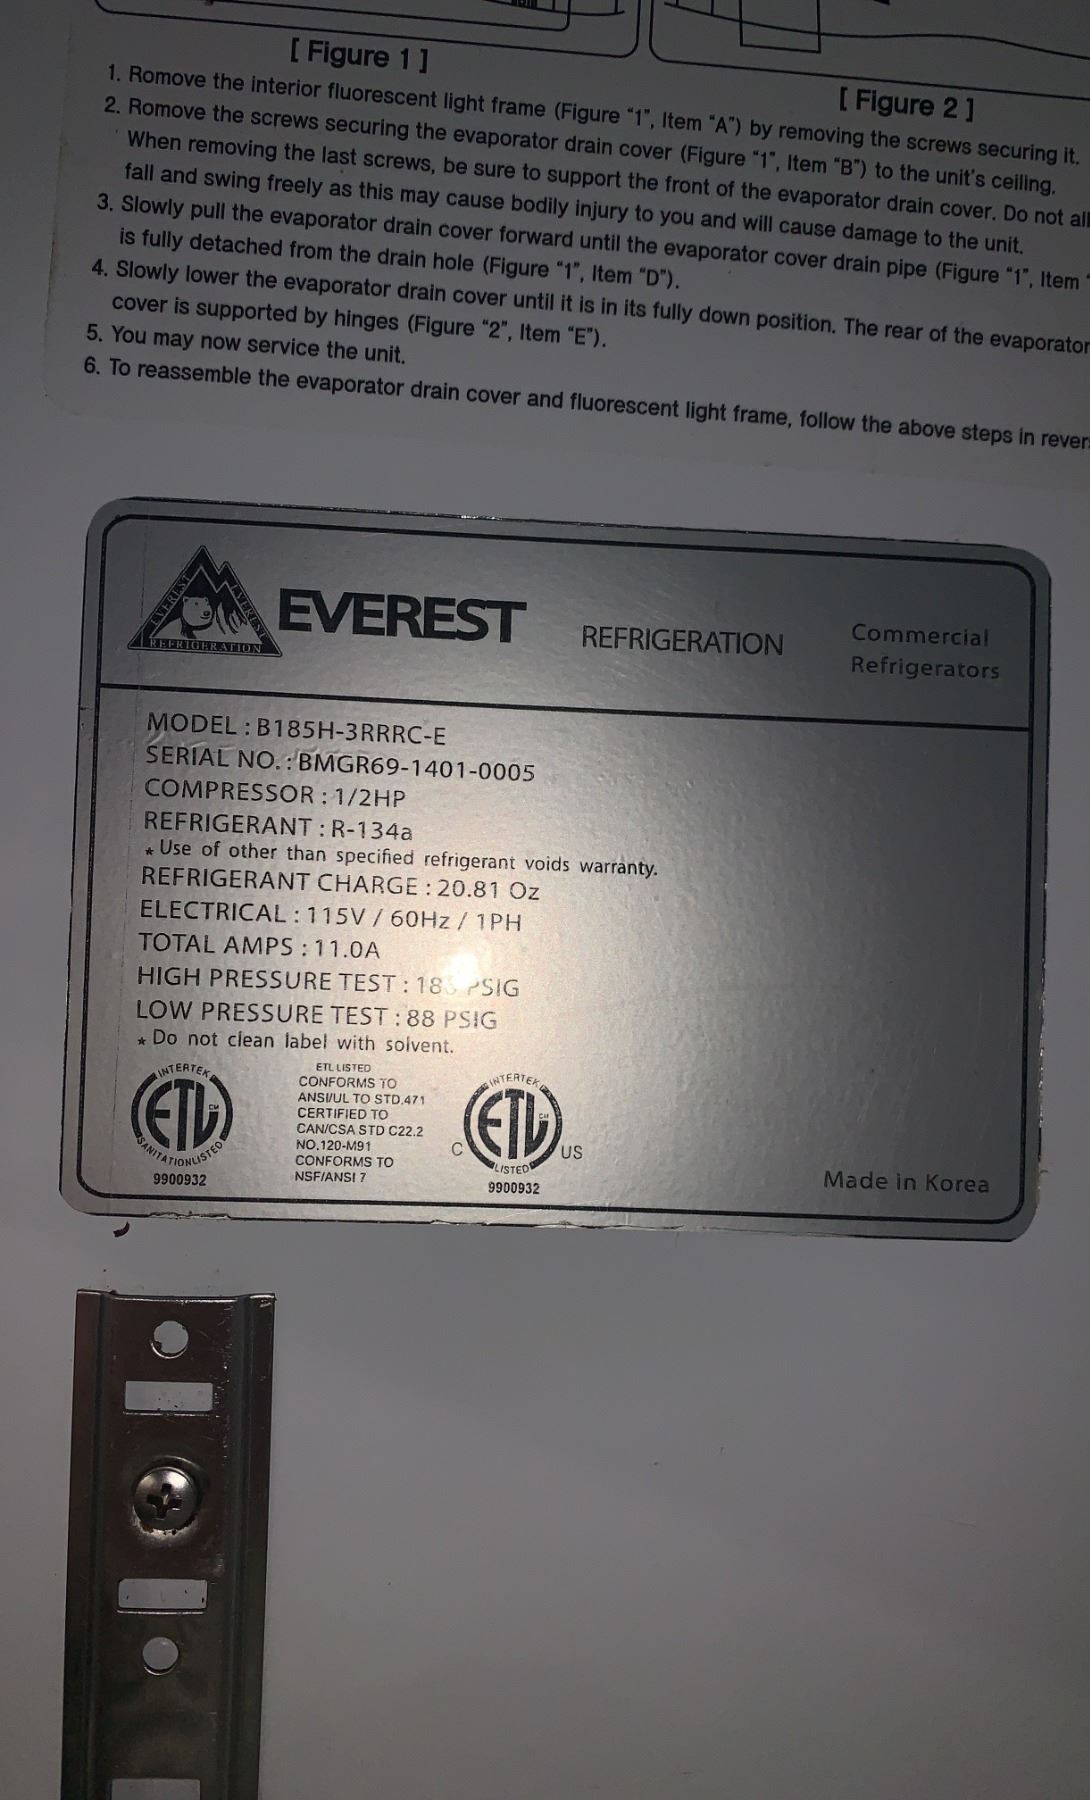 [ Figure 1 ]
[ Figure 2 ]
1. Romove the interior fluorescent light frame (Figure "1", Item "A") by removing the screws securing it.
2. Romove the screws securing the evaporator drain cover (Figure "1", Item "B") to the unit's ceiling.
When removing the last screws, be sure to support the front of the evaporator drain cover. Do not
fall and swing freely as this may cause bodily injury to you and will cause damage to the unit.
3. Slowly pull the evaporator drain cover forward until the evaporator cover drain pipe (Figure "1", Item
is fully detached from the drain hole (Figure "1", Item "D").
4. Slowly lower the evaporator drain cover until it is in its fully down position. The rear of the evaporator
cover is supported by hinges (Figure "2", Item "E").
5. You may now service the unit.
6. To reassemble the evaporator drain cover and fluorescent light frame, follow the above steps in
EVEREST
EVEREST
REFRIGERATION
EVEREST REFRIGERATION
Commercial
Refrigerators
MODEL : B185H-3RRRC-E
SERIAL NO. : BMGR69-1401-0005
COMPRESSOR : 1/2HP
REFRIGERANT : R-134a
* Use of other than specified refrigerant voids warranty.
REFRIGERANT CHARGE : 20.81 Oz
ELECTRICAL : 115V / 60Hz / 1PH
TOTAL AMPS : 11.0A
HIGH PRESSURE TEST : PSIG
LOW PRESSURE TEST : 88 PSIG
* Do not clean label with solvent.
INTERTEK
ETL CM
SANITATION LISTED
9900932
ETL LISTED
CONFORMS TO
ANSI/UL TO STD.471
CERTIFIED TO
CAN/CSA STD C22.2
NO.120-M91
CONFORMS TO
NSF/ANSI 7
INTERTEK
C ETL CM US
LISTED
9900932
Made in Korea